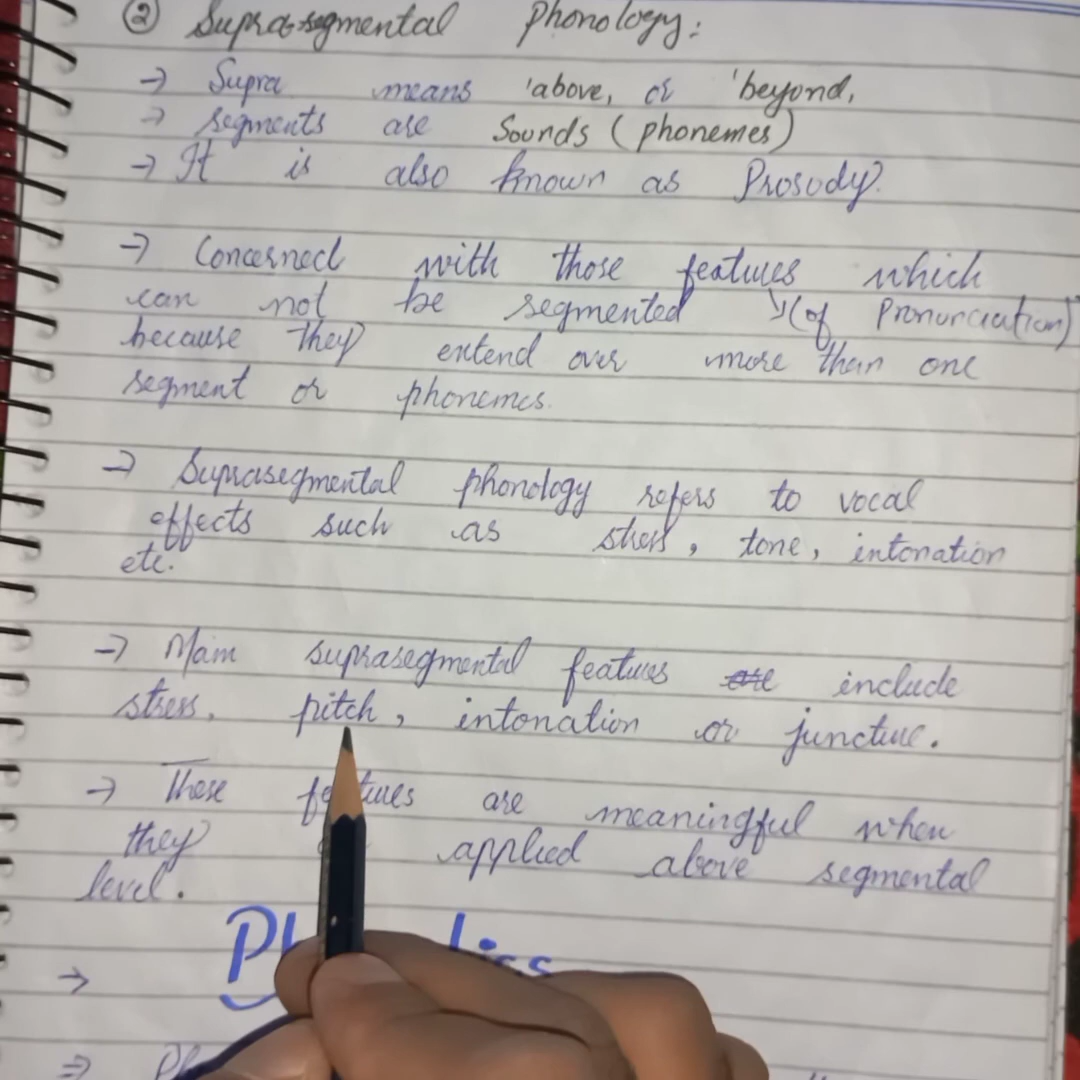 ② Suprasegmental Phonology:
→ Supra means 'above, or 'beyond,
→ segments are Sounds (phonemes)
→ It is also known as Prosody.
→ Concerned with those features which
can not be segmented ↘(of Pronunciation)
because they extend over more than one
segment or phonemes.
→ Suprasegmental phonology refers to vocal
effects such as stress, tone, intonation
etc.
→ Main suprasegmental features include
stress, pitch, intonation or juncture.
→ These features are meaningful when
they applied above segmental
level.
→
⇒